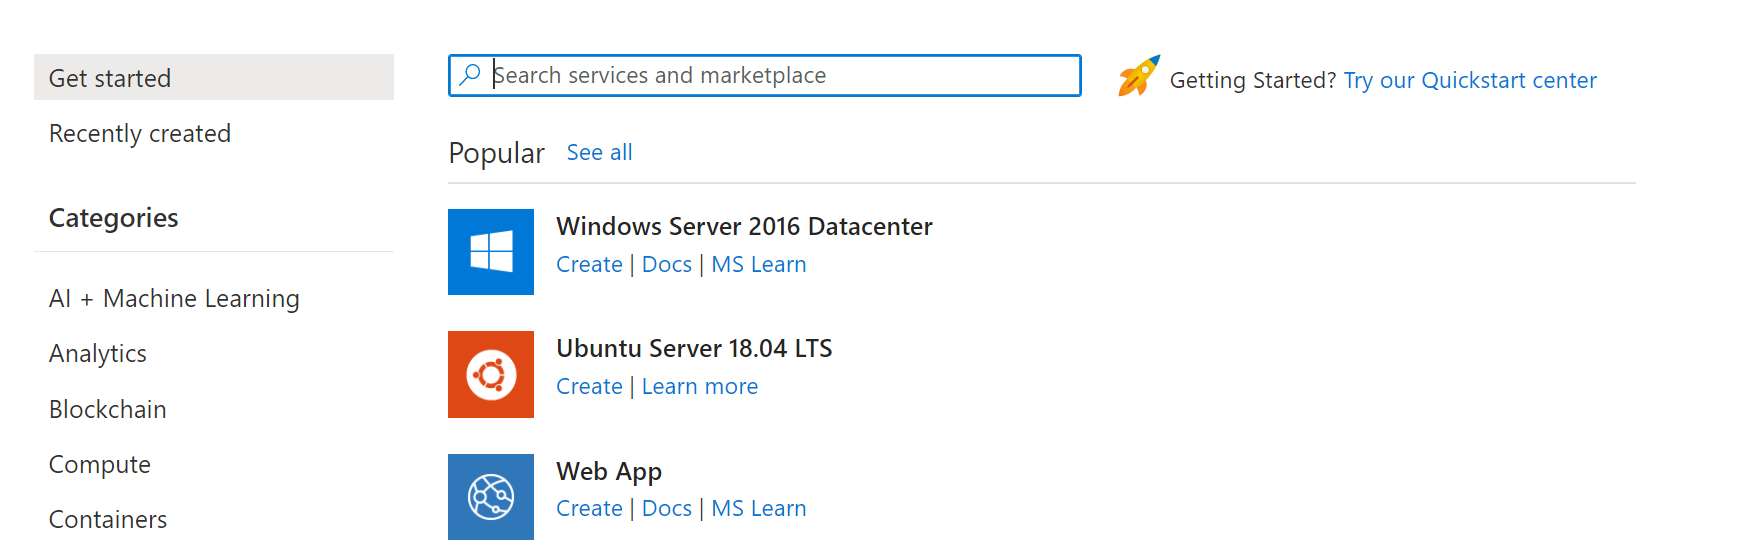 Get started
Recently created
Categories
AI + Machine Learning
Analytics
Blockchain
Compute
Containers
Search services and marketplace
Getting Started? Try our Quickstart center
Popular See all
Windows Server 2016 Datacenter
Create | Docs | MS Learn
Ubuntu Server 18.04 LTS
Create | Learn more
Web App
Create | Docs | MS Learn